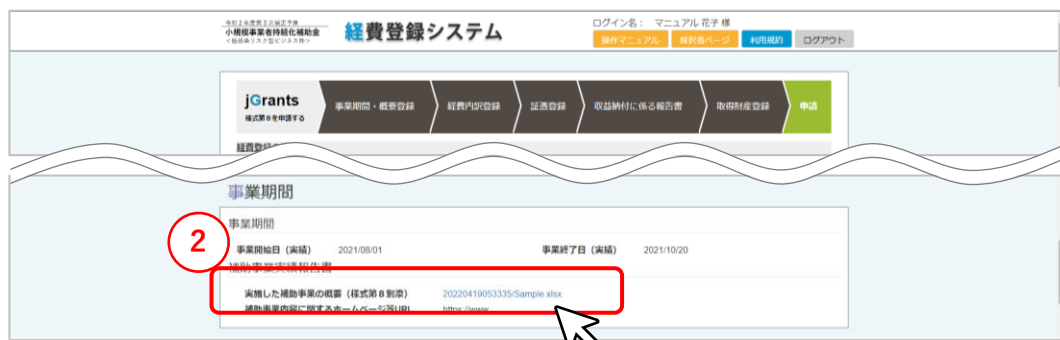 令和2年度第3次補正予算
小規模事業者持続化補助金
<低感染リスク型ビジネス枠>
経費登録システム
ログイン名： マニュアル 花子 様
操作マニュアル 採択者ページ 利用規約 ログアウト
jGrants
様式第8を申請する
事業期間・概要登録
経費内訳登録
証憑登録
収益納付に係る報告書
取得財産登録
申請
経費登録
事業期間
事業期間
2
事業開始日（実績） 2021/08/01 事業終了日（実績） 2021/10/20
補助事業実績報告書
実施した補助事業の概要（様式第8別添） 20220419053335/Sample.xlsx
補助事業内容に関するホームページ等URL https://www